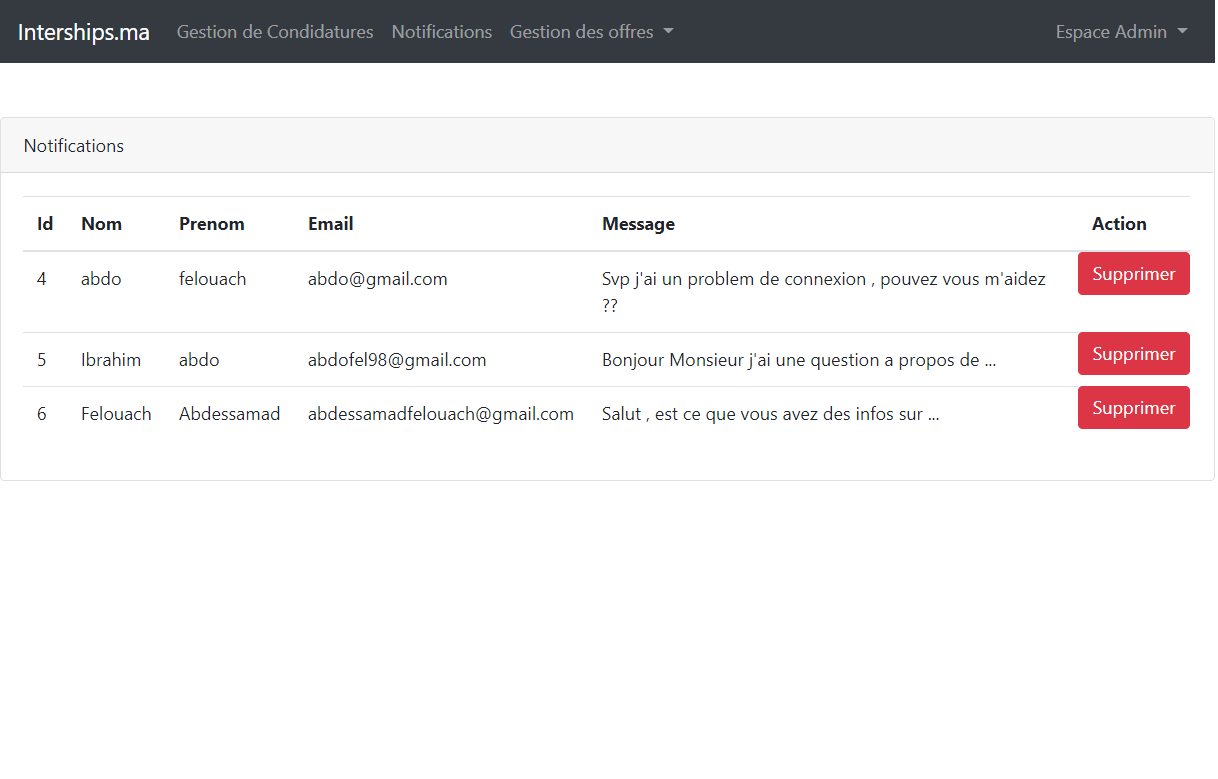 Interships.ma Gestion de Condidatures Notifications Gestion des offres Espace Admin
Notifications
Id Nom Prenom Email Message Action
4 abdo felouach abdo@gmail.com Svp j'ai un problem de connexion , pouvez vous m'aidez Supprimer
??
5 Ibrahim abdo abdofel98@gmail.com Bonjour Monsieur j'ai une question a propos de ... Supprimer
6 Felouach Abdessamad abdessamadfelouach@gmail.com Salut , est ce que vous avez des infos sur ... Supprimer